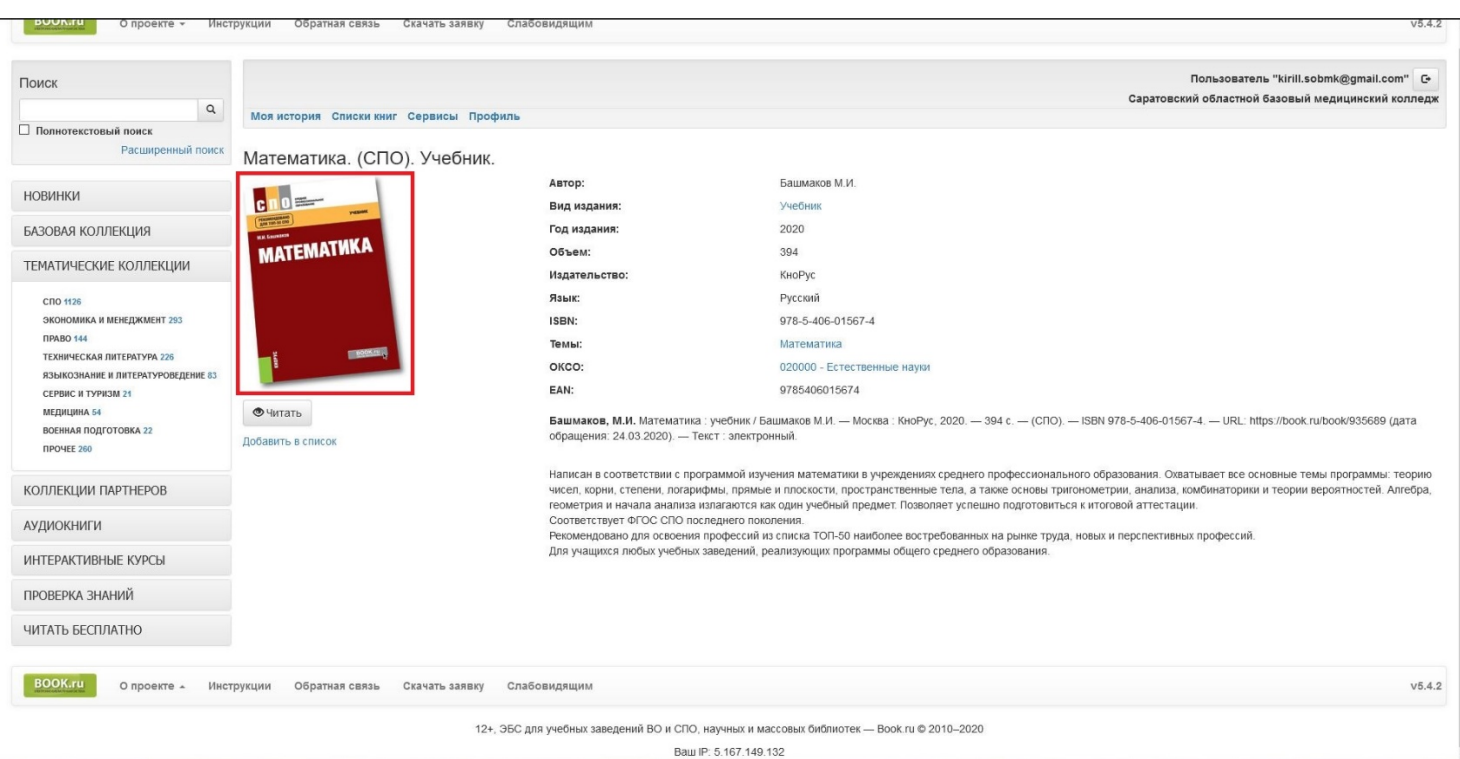 BOOK.ru О проекте Инструкции Обратная связь Скачать заявку Слабовидящим v5.4.2
Поиск
Полнотекстовый поиск
Расширенный поиск
НОВИНКИ
БАЗОВАЯ КОЛЛЕКЦИЯ
ТЕМАТИЧЕСКИЕ КОЛЛЕКЦИИ
СПО 1126
ЭКОНОМИКА И МЕНЕДЖМЕНТ 293
ПРАВО 144
ТЕХНИЧЕСКАЯ ЛИТЕРАТУРА 226
ЯЗЫКОЗНАНИЕ И ЛИТЕРАТУРОВЕДЕНИЕ 83
СЕРВИС И ТУРИЗМ 21
МЕДИЦИНА 54
ВОЕННАЯ ПОДГОТОВКА 22
ПРОЧЕЕ 260
КОЛЛЕКЦИИ ПАРТНЕРОВ
АУДИОКНИГИ
ИНТЕРАКТИВНЫЕ КУРСЫ
ПРОВЕРКА ЗНАНИЙ
ЧИТАТЬ БЕСПЛАТНО
Пользователь "kirill.sobmk@gmail.com"
Саратовский областной базовый медицинский колледж
Моя история Списки книг Сервисы Профиль
Математика. (СПО). Учебник.
СПО
УЧЕБНИК
М.И. Башмаков
МАТЕМАТИКА
КНОРУС
BOOK.ru
Читать
Добавить в список
Автор: Башмаков М.И.
Вид издания: Учебник
Год издания: 2020
Объем: 394
Издательство: КноРус
Язык: Русский
ISBN: 978-5-406-01567-4
Темы: Математика
ОКСО: 020000 - Естественные науки
EAN: 9785406015674
Башмаков, М.И. Математика : учебник / Башмаков М.И. — Москва : КноРус, 2020. — 394 с. — (СПО). — ISBN 978-5-406-01567-4. — URL: https://book.ru/book/935689 (дата
обращения: 24.03.2020). — Текст : электронный.
Написан в соответствии с программой изучения математики в учреждениях среднего профессионального образования. Охватывает все основные темы программы: теорию
чисел, корни, степени, логарифмы, прямые и плоскости, пространственные тела, а также основы тригонометрии, анализа, комбинаторики и теории вероятностей. Алгебра,
геометрия и начала анализа излагаются как один учебный предмет. Позволяет успешно подготовиться к итоговой аттестации.
Соответствует ФГОС СПО последнего поколения.
Рекомендовано для освоения профессий из списка ТОП-50 наиболее востребованных на рынке труда, новых и перспективных профессий.
Для учащихся любых учебных заведений, реализующих программы общего среднего образования.
BOOK.ru О проекте Инструкции Обратная связь Скачать заявку Слабовидящим v5.4.2
12+, ЭБС для учебных заведений ВО и СПО, научных и массовых библиотек — Book.ru © 2010–2020
Ваш IP: 5.167.149.132